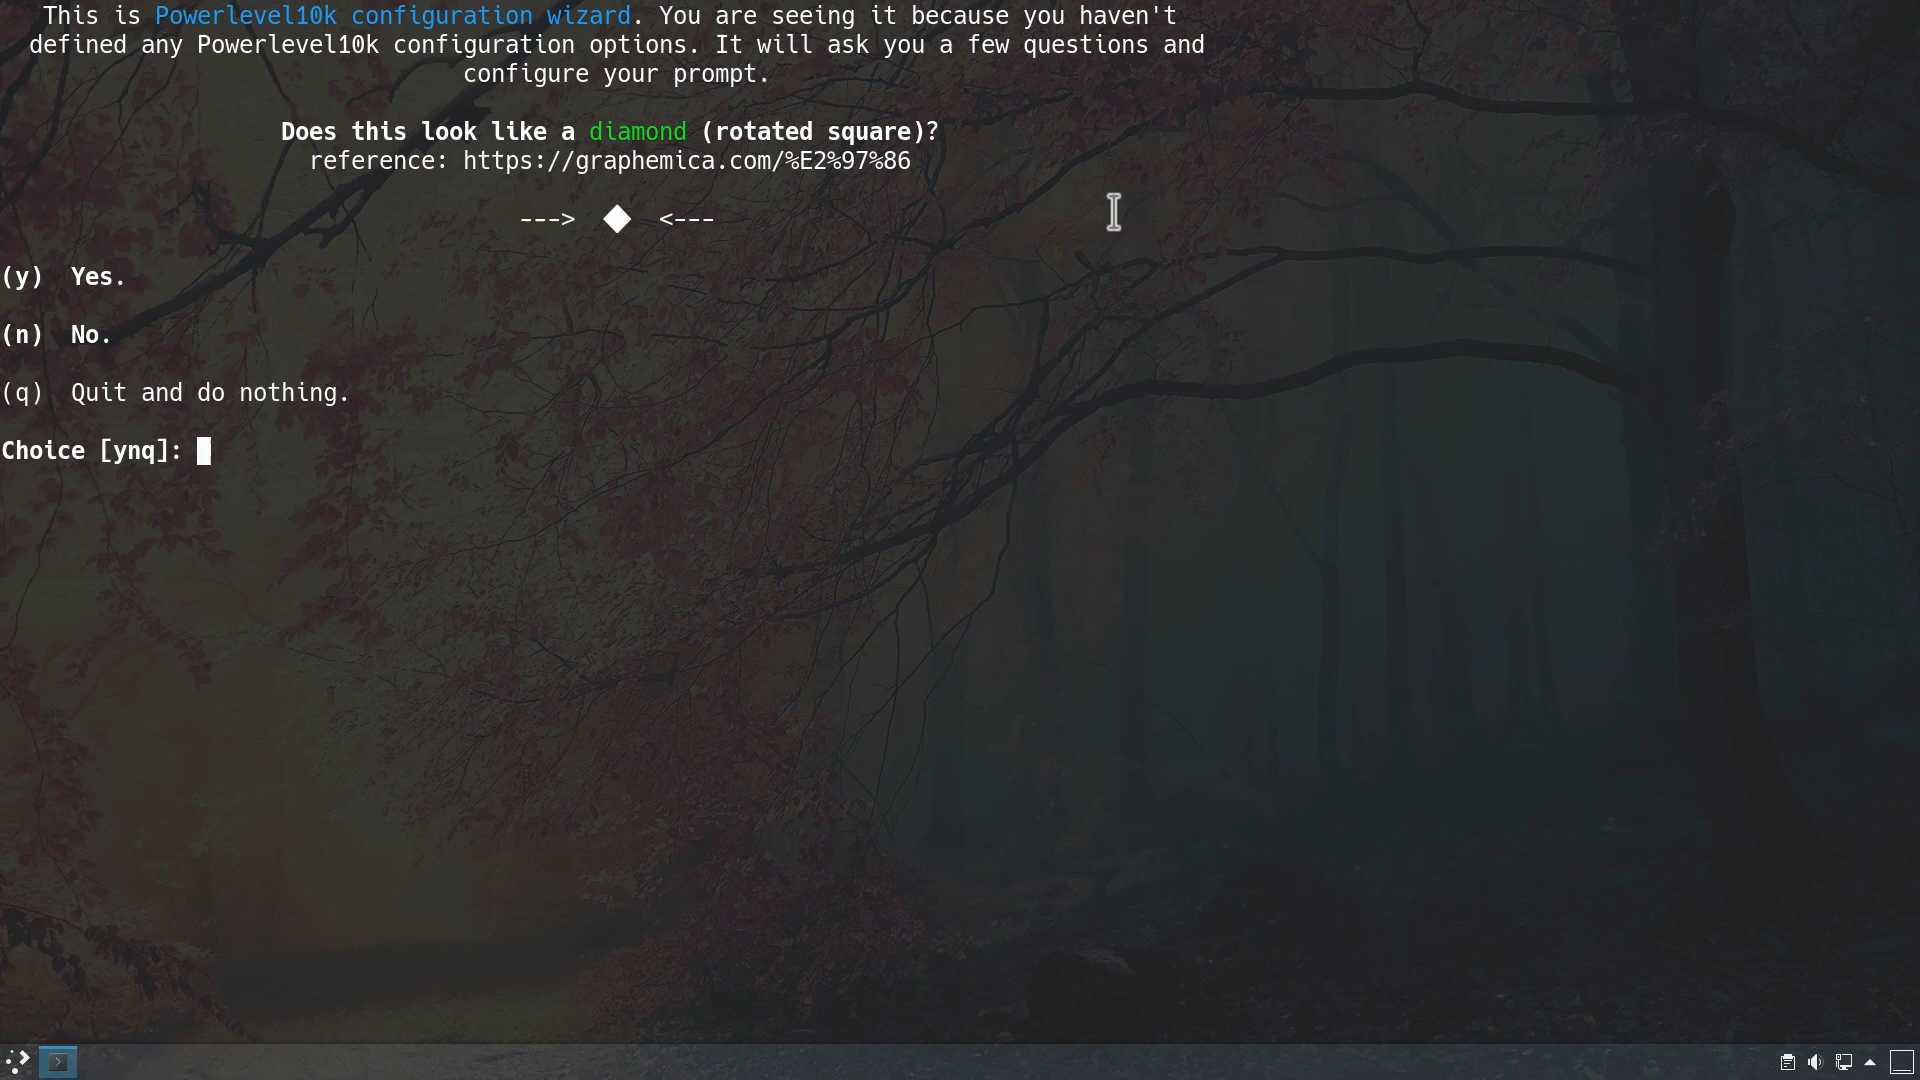 This is Powerlevel10k configuration wizard. You are seeing it because you haven't
defined any Powerlevel10k configuration options. It will ask you a few questions and
configure your prompt.
Does this look like a diamond (rotated square)?
reference: https://graphemica.com/%E2%97%86
---> ◆ <---
(y) Yes.
(n) No.
(q) Quit and do nothing.
Choice [ynq]: